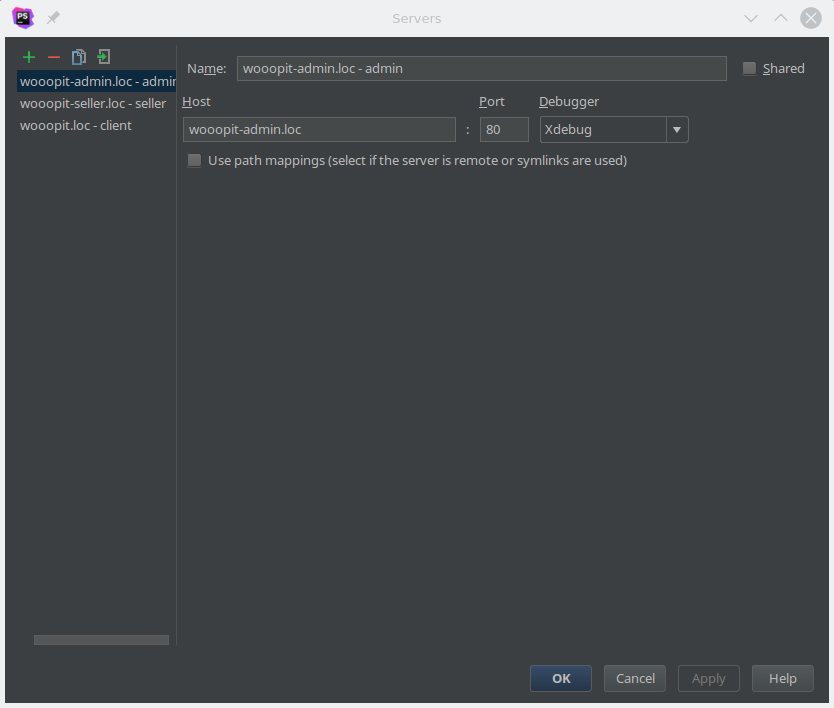 PS
Servers
wooopit-admin.loc - admin
wooopit-seller.loc - seller
wooopit.loc - client
Name: wooopit-admin.loc - admin Shared
Host Port Debugger
wooopit-admin.loc : 80 Xdebug
Use path mappings (select if the server is remote or symlinks are used)
OK Cancel Apply Help